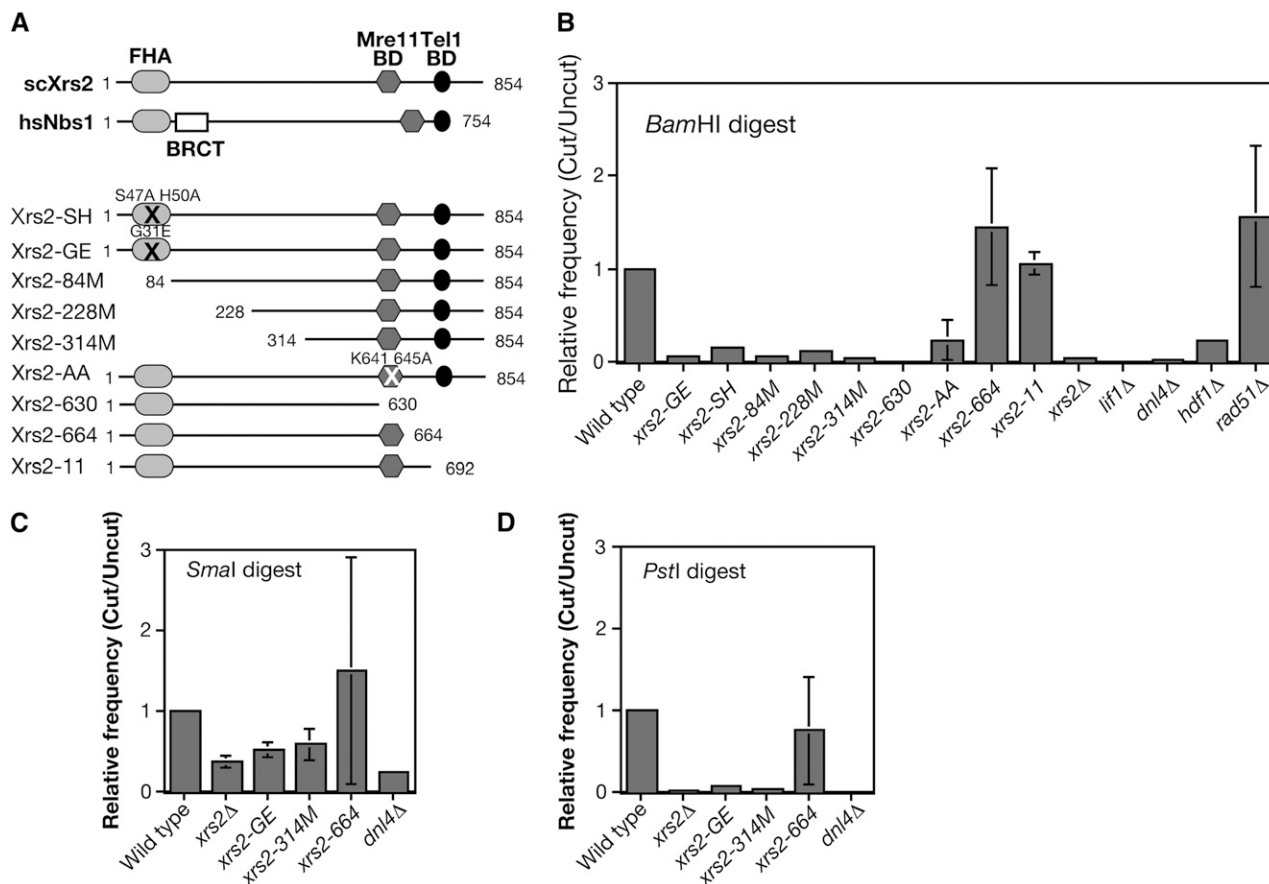 A
Mre11 Tel1
FHA BD BD
scXrs2 1 854
hsNbs1 1 754
BRCT
S47A H50A
Xrs2-SH 1 X 854
G31E
Xrs2-GE 1 X 854
Xrs2-84M 84 854
Xrs2-228M 228 854
Xrs2-314M 314 854
K641 645A
Xrs2-AA 1 X 854
Xrs2-630 1 630
Xrs2-664 1 664
Xrs2-11 1 692
B
Relative frequency (Cut/Uncut)
3
2
1
0
BamHI digest
Wild type
xrs2-GE
xrs2-SH
xrs2-84M
xrs2-228M
xrs2-314M
xrs2-630
xrs2-AA
xrs2-664
xrs2-11
xrs2Δ
lif1Δ
dnl4Δ
hdf1Δ
rad51Δ
C
Relative frequency (Cut/Uncut)
3
2
1
0
SmaI digest
Wild type
xrs2Δ
xrs2-GE
xrs2-314M
xrs2-664
dnl4Δ
D
Relative frequency (Cut/Uncut)
3
2
1
0
PstI digest
Wild type
xrs2Δ
xrs2-GE
xrs2-314M
xrs2-664
dnl4Δ